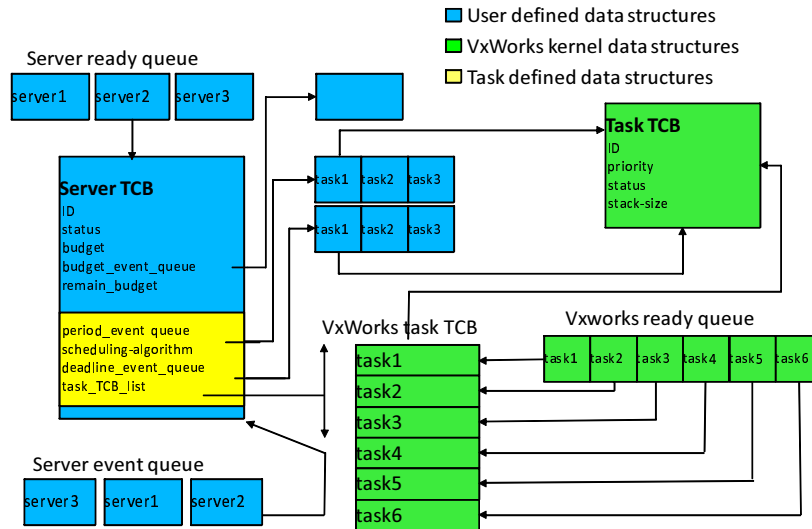 User defined data structures
VxWorks kernel data structures
Task defined data structures
Server ready queue
server1 server2 server3
Server TCB
ID
status
budget
budget_event_queue
remain_budget
period_event queue
scheduling-algorithm
deadline_event_queue
task_TCB_list
task1 task2 task3
task1 task2 task3
Task TCB
ID
priority
status
stack-size
VxWorks task TCB
task1
task2
task3
task4
task5
task6
Vxworks ready queue
task1 task2 task3 task4 task5 task6
Server event queue
server3 server1 server2